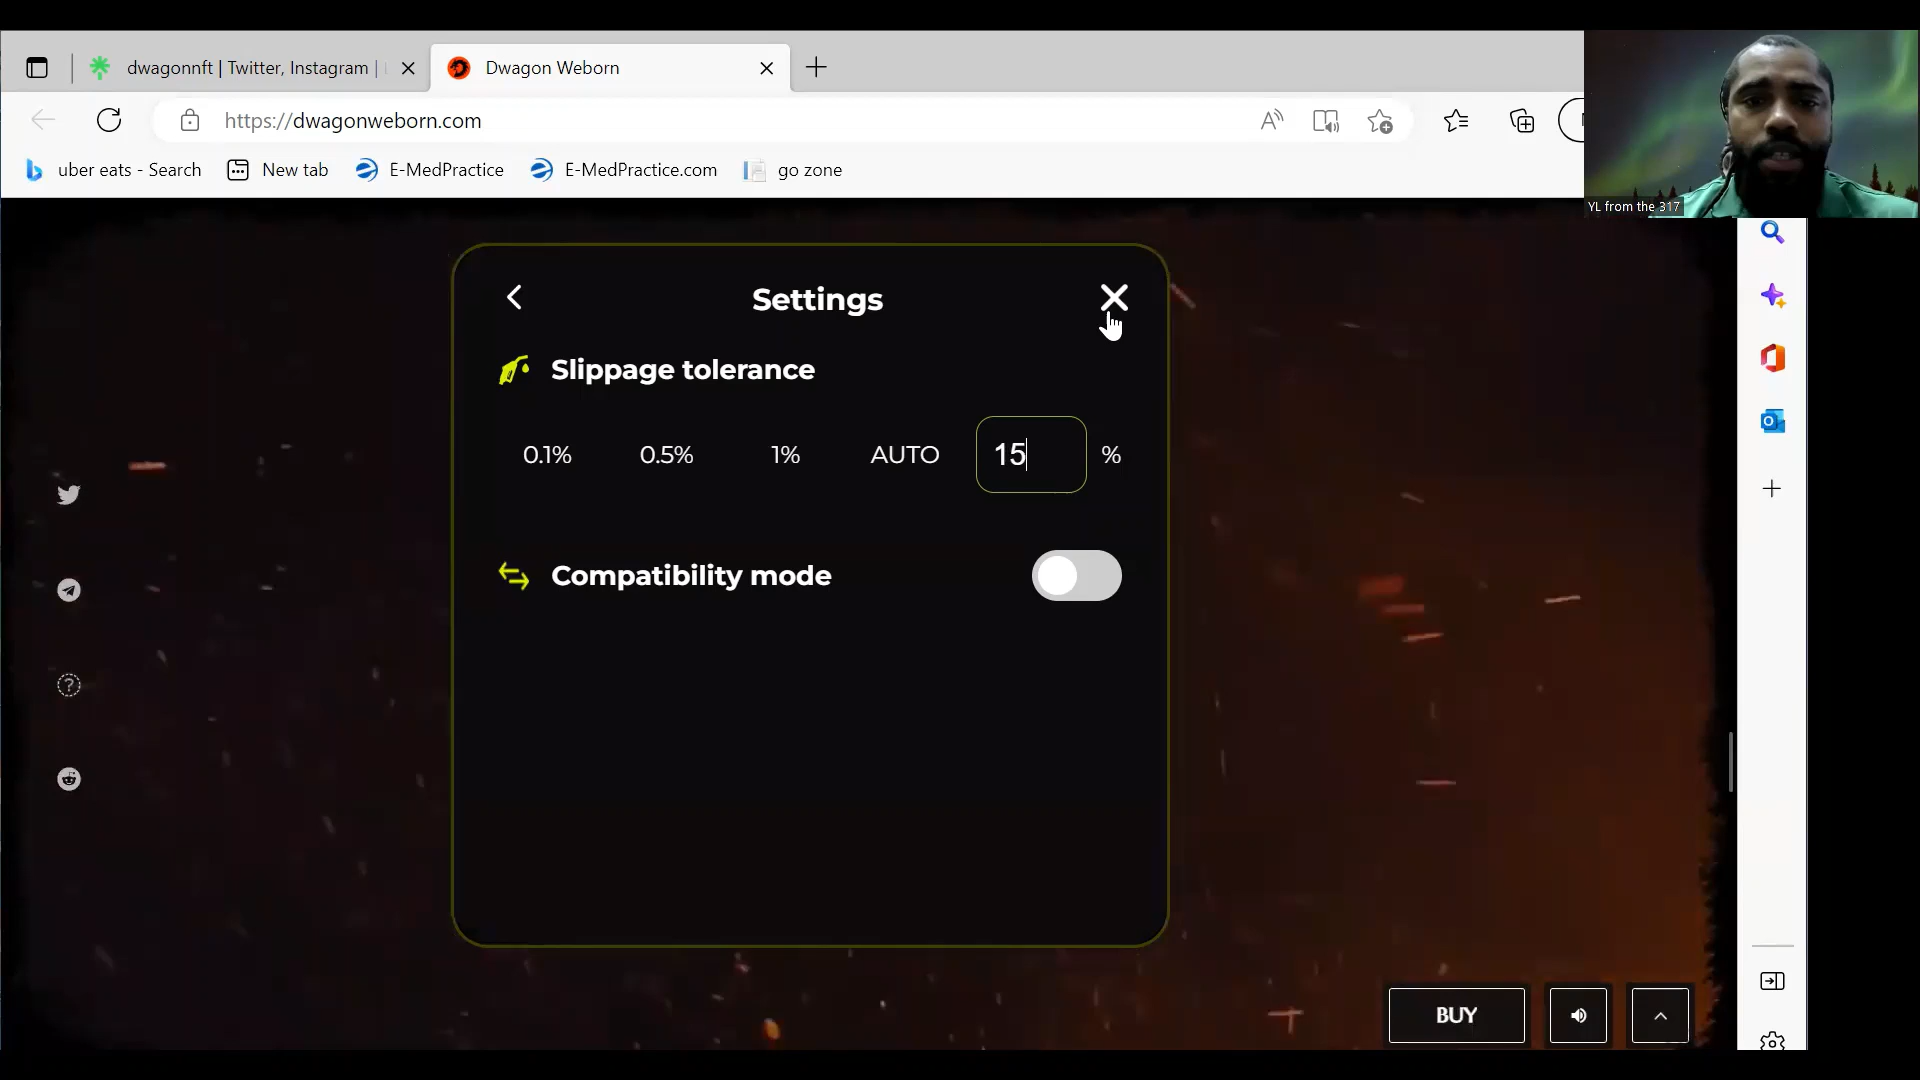 dwagonnft | Twitter, Instagram |
Dwagon Weborn
https://dwagonweborn.com
uber eats - Search
New tab
E-MedPractice
E-MedPractice.com
go zone
YL from the 317
Settings
Slippage tolerance
0.1% 0.5% 1% AUTO 15 %
Compatibility mode
BUY